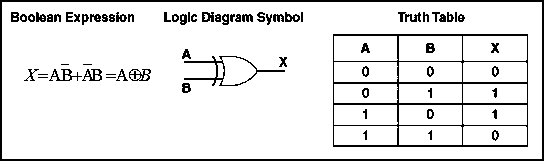 Boolean Expression
Logic Diagram Symbol
Truth Table
X=AB̅+A̅B=A⊕B
A
B
X
A B X
0 0 0
0 1 1
1 0 1
1 1 0